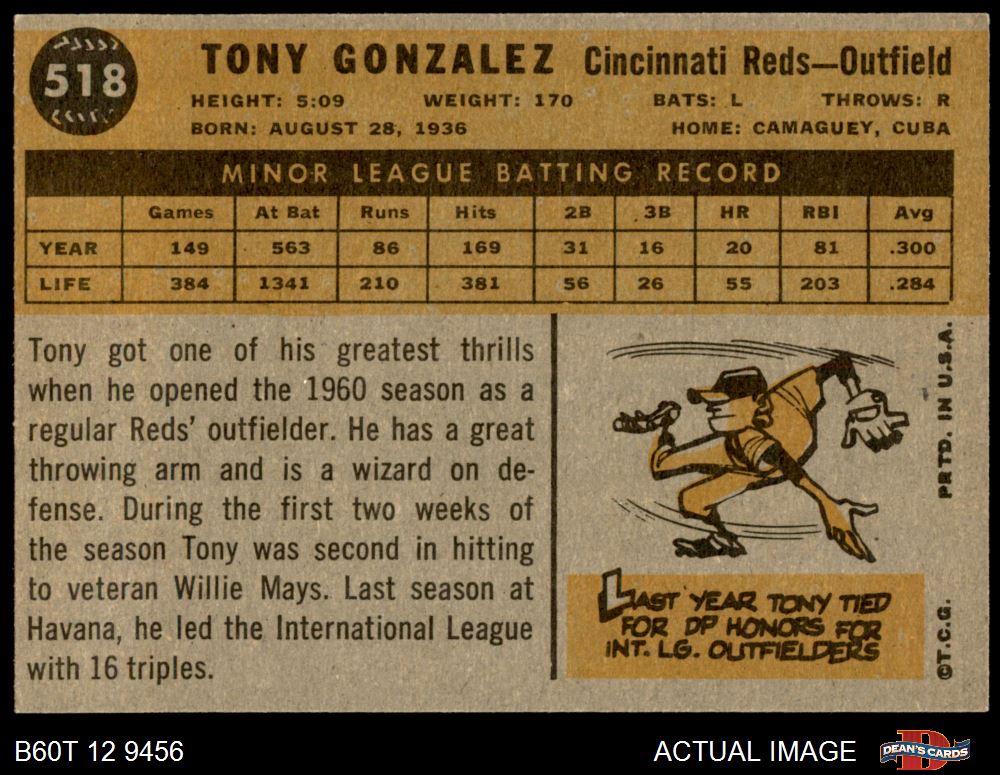 518
TONY GONZALEZ Cincinnati Reds—Outfield
HEIGHT: 5:09 WEIGHT: 170 BATS: L THROWS: R
BORN: AUGUST 28, 1936 HOME: CAMAGUEY, CUBA
MINOR LEAGUE BATTING RECORD
Games At Bat Runs Hits 2B 3B HR RBI Avg
YEAR 149 563 86 169 31 16 20 81 .300
LIFE 384 1341 210 381 56 26 55 203 .284
Tony got one of his greatest thrills
when he opened the 1960 season as a
regular Reds' outfielder. He has a great
throwing arm and is a wizard on de-
fense. During the first two weeks of
the season Tony was second in hitting
to veteran Willie Mays. Last season at
Havana, he led the International League
with 16 triples.
LAST YEAR TONY TIED
FOR DP HONORS FOR
INT. LG. OUTFIELDERS
©T.C.G. PRTD. IN U.S.A.
B60T 12 9456 ACTUAL IMAGE D DEAN'S CARDS